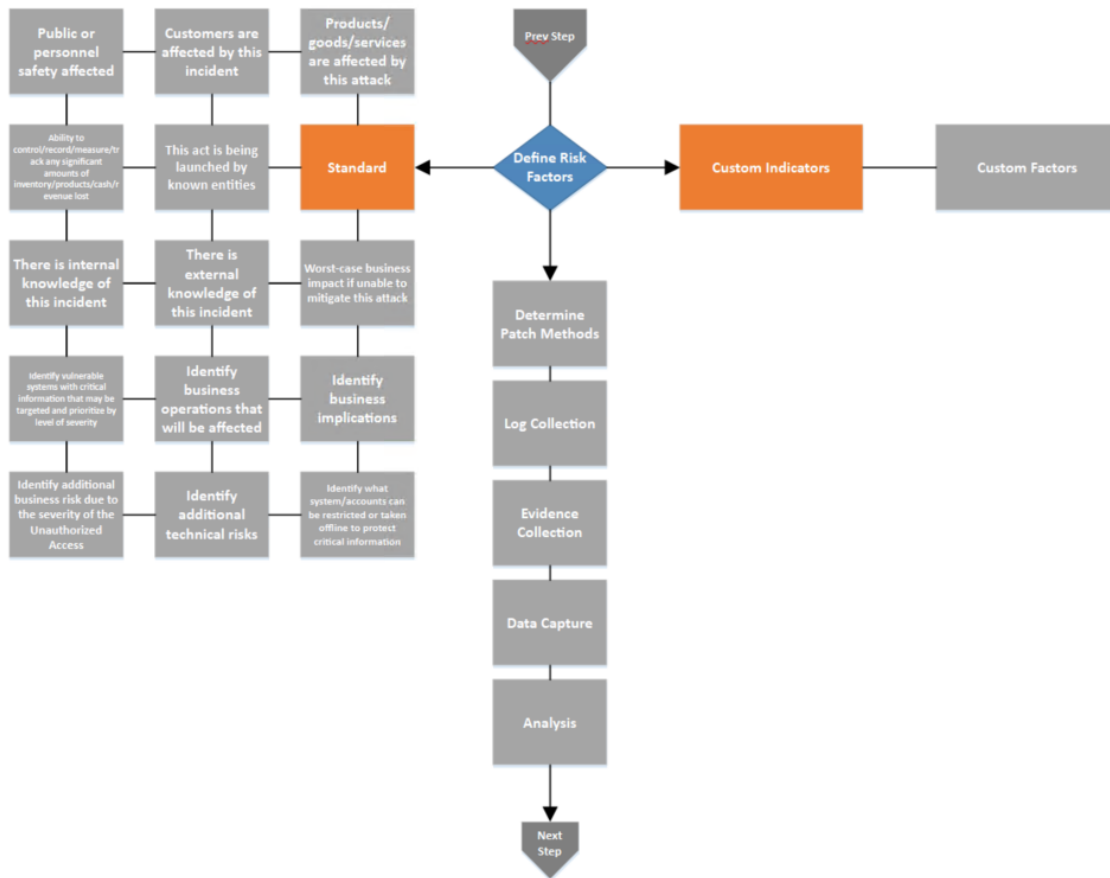 Public or
personnel
safety affected
Customers are
affected by this
incident
Products/
goods/services
are affected by
this attack
Prev Step
Ability to
control/record/measure/tr
ack any significant
amounts of
inventory/products/cash/r
evenue lost
This act is being
launched by
known entities
Standard
Define Risk
Factors
Custom Indicators
Custom Factors
There is internal
knowledge of
this incident
There is
external
knowledge of
this incident
Worst-case business
impact if unable to
mitigate this attack
Determine
Patch Methods
Identify vulnerable
systems with critical
information that may be
targeted and prioritize by
level of severity
Identify
business
operations that
will be affected
Identify
business
implications
Log Collection
Identify additional
business risk due to
the severity of the
Unauthorized
Access
Identify
additional
technical risks
Identify what
system/accounts can
be restricted or taken
offline to protect
critical information
Evidence
Collection
Data Capture
Analysis
Next
Step